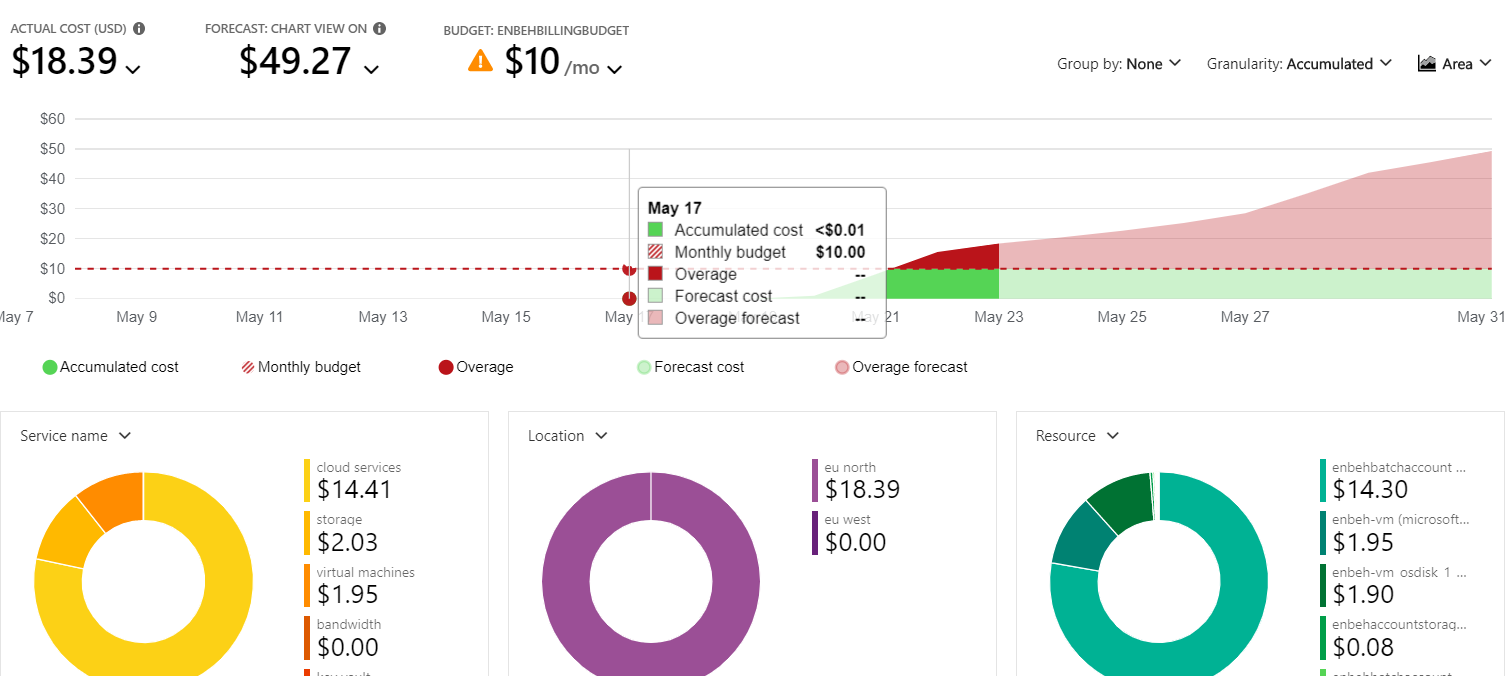 ACTUAL COST (USD)
FORECAST: CHART VIEW ON
BUDGET: ENBEHBILLINGBUDGET
$18.39
$49.27
$10 /mo
Group by: None
Granularity: Accumulated
Area
$60
$50
$40
$30
$20
$10
$0
May 17
Accumulated cost <$0.01
Monthly budget $10.00
Overage --
Forecast cost --
Overage forecast --
May 7
May 9
May 11
May 13
May 15
May 21
May 23
May 25
May 27
May 31
Accumulated cost
Monthly budget
Overage
Forecast cost
Overage forecast
Service name
cloud services
$14.41
storage
$2.03
virtual machines
$1.95
bandwidth
$0.00
Location
eu north
$18.39
eu west
$0.00
Resource
enbehbatchaccount ...
$14.30
enbeh-vm (microsoft...
$1.95
enbeh-vm_osdisk_1_...
$1.90
enbehaccountstorag...
$0.08